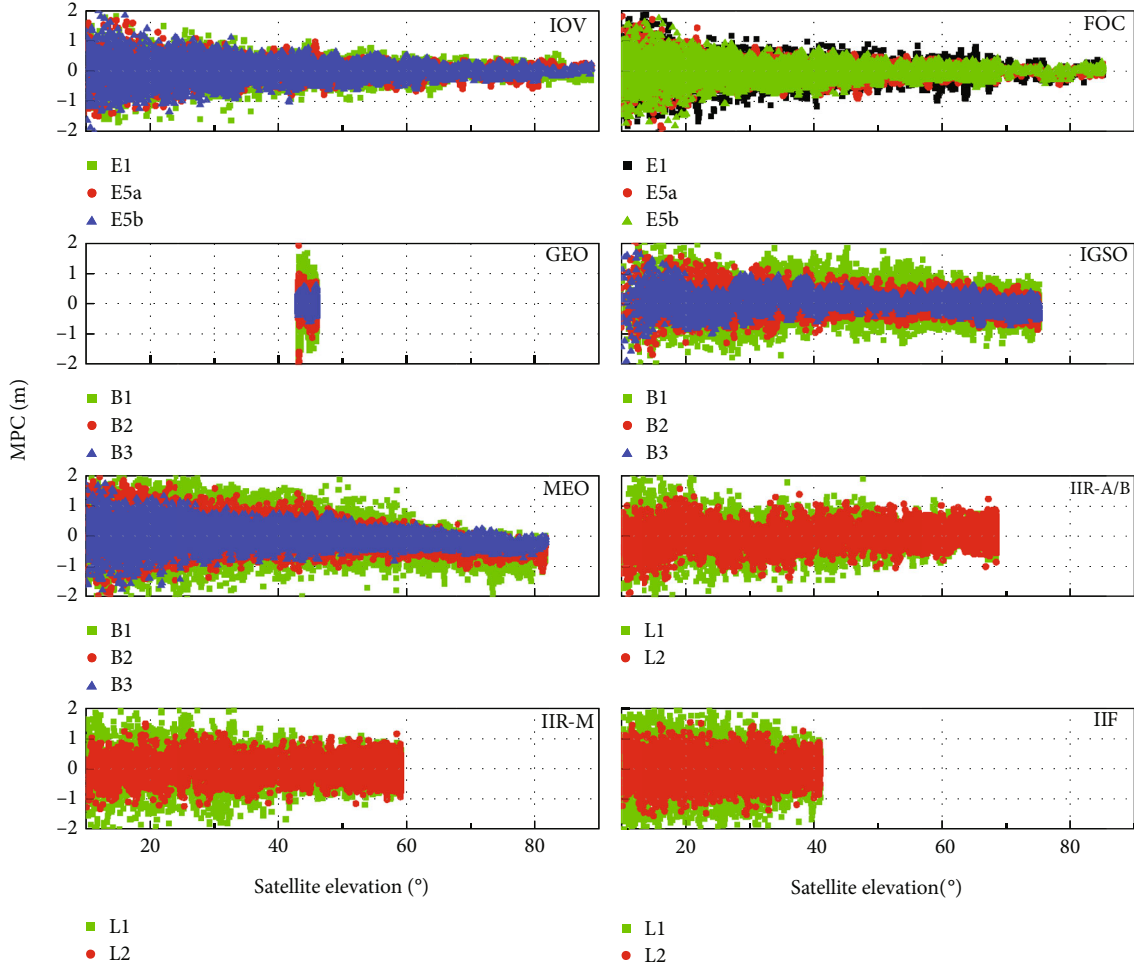 MPC (m)
2
1
0
−1
−2
IOV
FOC
E1
E5a
E5b
E1
E5a
E5b
2
1
0
−1
−2
GEO
IGSO
B1
B2
B3
B1
B2
B3
2
1
0
−1
−2
MEO
IIR-A/B
B1
B2
B3
L1
L2
2
1
0
−1
−2
IIR-M
IIF
20 40 60 80
20 40 60 80
Satellite elevation (°)
Satellite elevation(°)
L1
L2
L1
L2